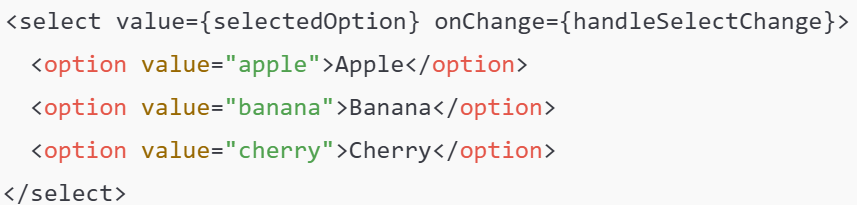 <select value={selectedOption} onChange={handleSelectChange}>
<option value="apple">Apple</option>
<option value="banana">Banana</option>
<option value="cherry">Cherry</option>
</select>